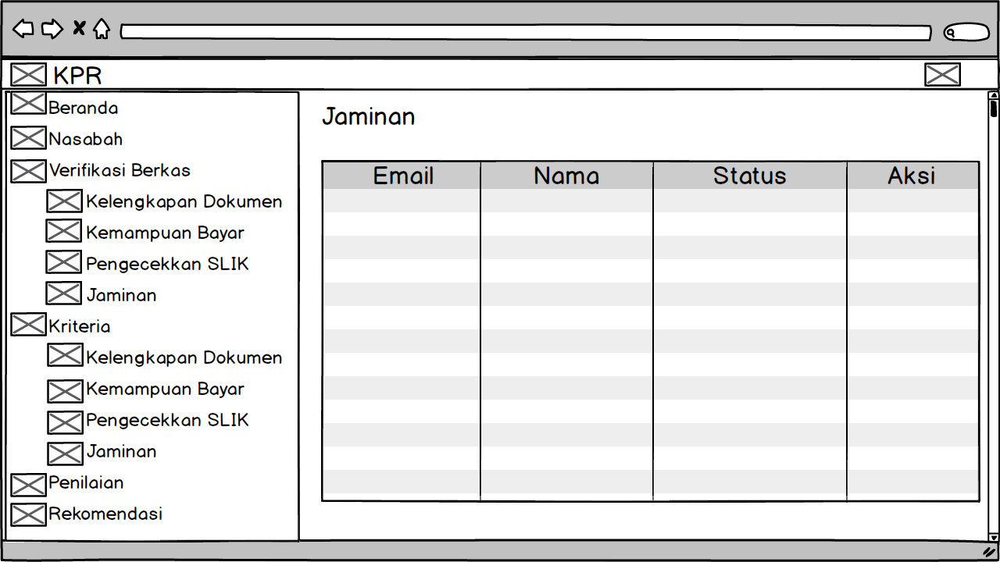 KPR
Beranda
Nasabah
Verifikasi Berkas
Kelengkapan Dokumen
Kemampuan Bayar
Pengecekkan SLIK
Jaminan
Kriteria
Kelengkapan Dokumen
Kemampuan Bayar
Pengecekkan SLIK
Jaminan
Penilaian
Rekomendasi
Jaminan
Email Nama Status Aksi